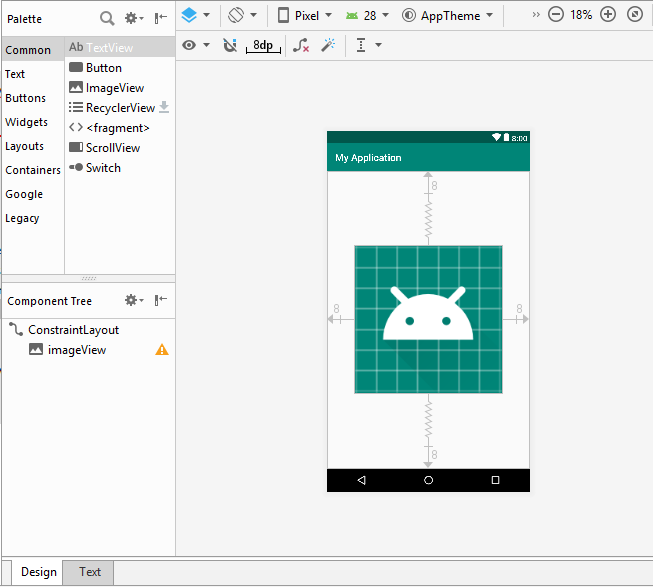 Palette
Pixel
28
AppTheme
»
18%
Common
Ab TextView
Text
Button
Buttons
ImageView
Widgets
RecyclerView
Layouts
<fragment>
Containers
ScrollView
Google
Switch
Legacy
8dp
8:00
My Application
8
8
8
8
Component Tree
ConstraintLayout
imageView
Design
Text